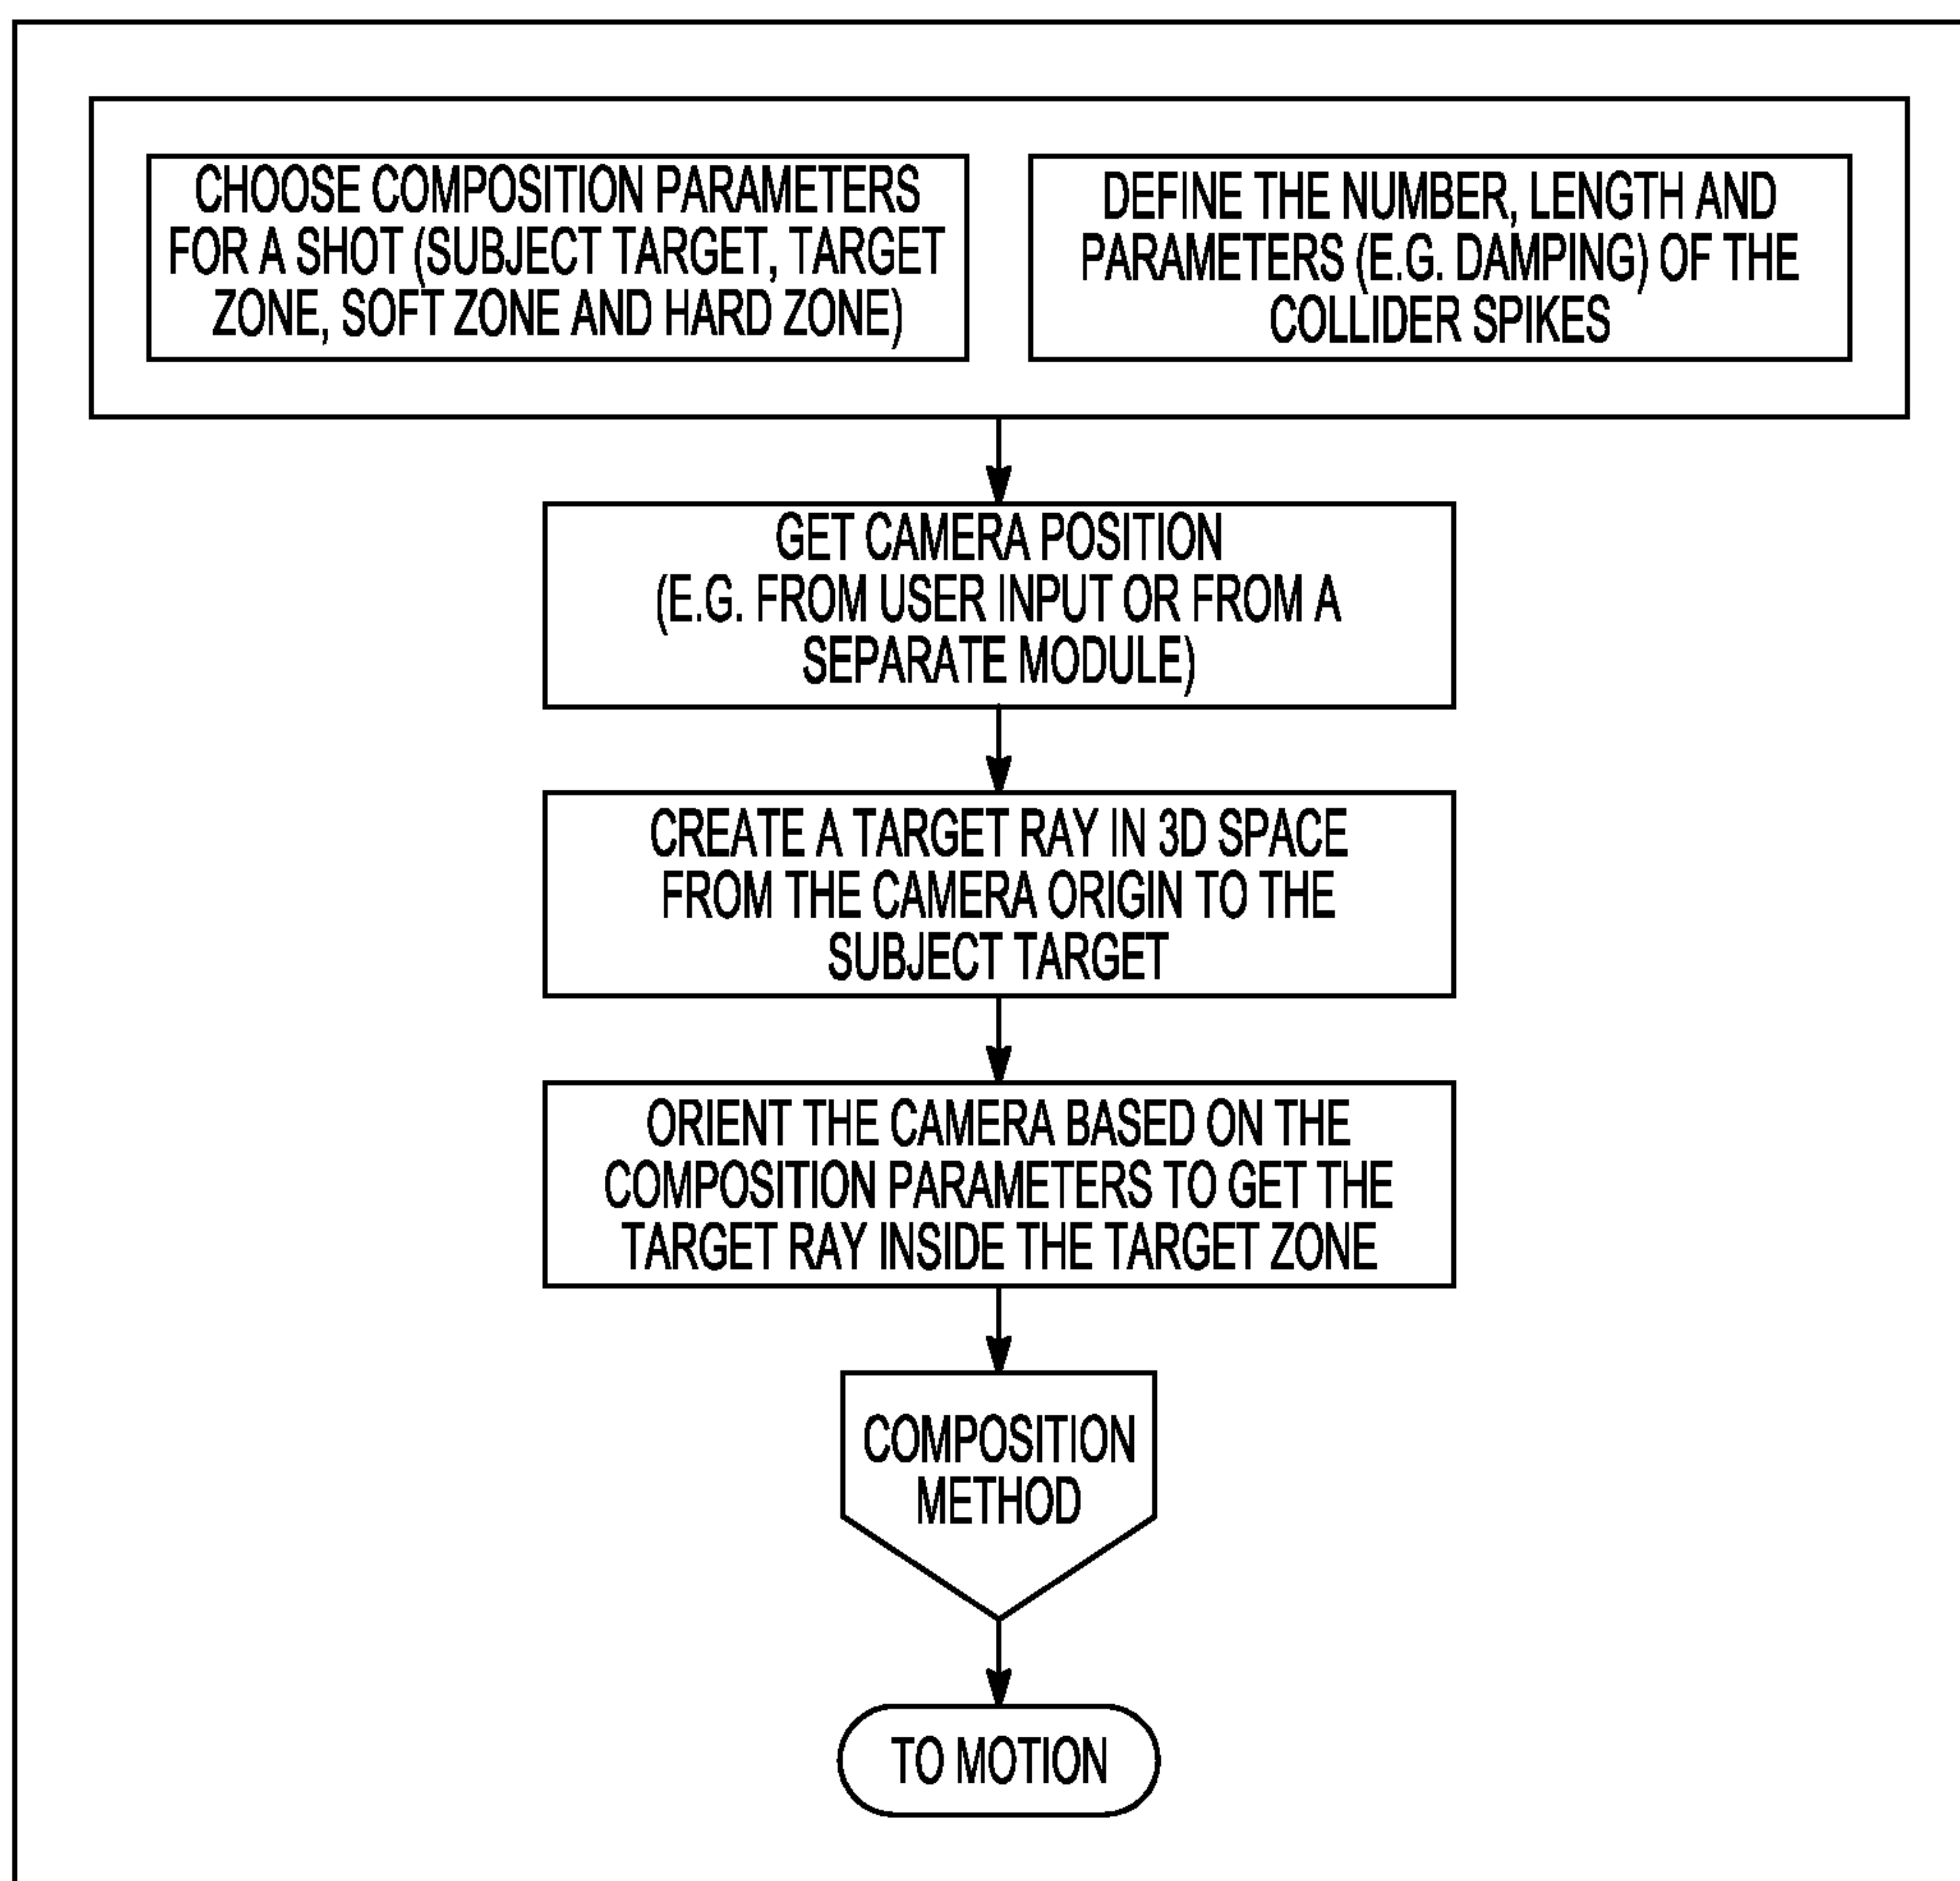 CHOOSE COMPOSITION PARAMETERS
FOR A SHOT (SUBJECT TARGET, TARGET
ZONE, SOFT ZONE AND HARD ZONE)
DEFINE THE NUMBER, LENGTH AND
PARAMETERS (E.G. DAMPING) OF THE
COLLIDER SPIKES
GET CAMERA POSITION
(E.G. FROM USER INPUT OR FROM A
SEPARATE MODULE)
CREATE A TARGET RAY IN 3D SPACE
FROM THE CAMERA ORIGIN TO THE
SUBJECT TARGET
ORIENT THE CAMERA BASED ON THE
COMPOSITION PARAMETERS TO GET THE
TARGET RAY INSIDE THE TARGET ZONE
COMPOSITION
METHOD
TO MOTION